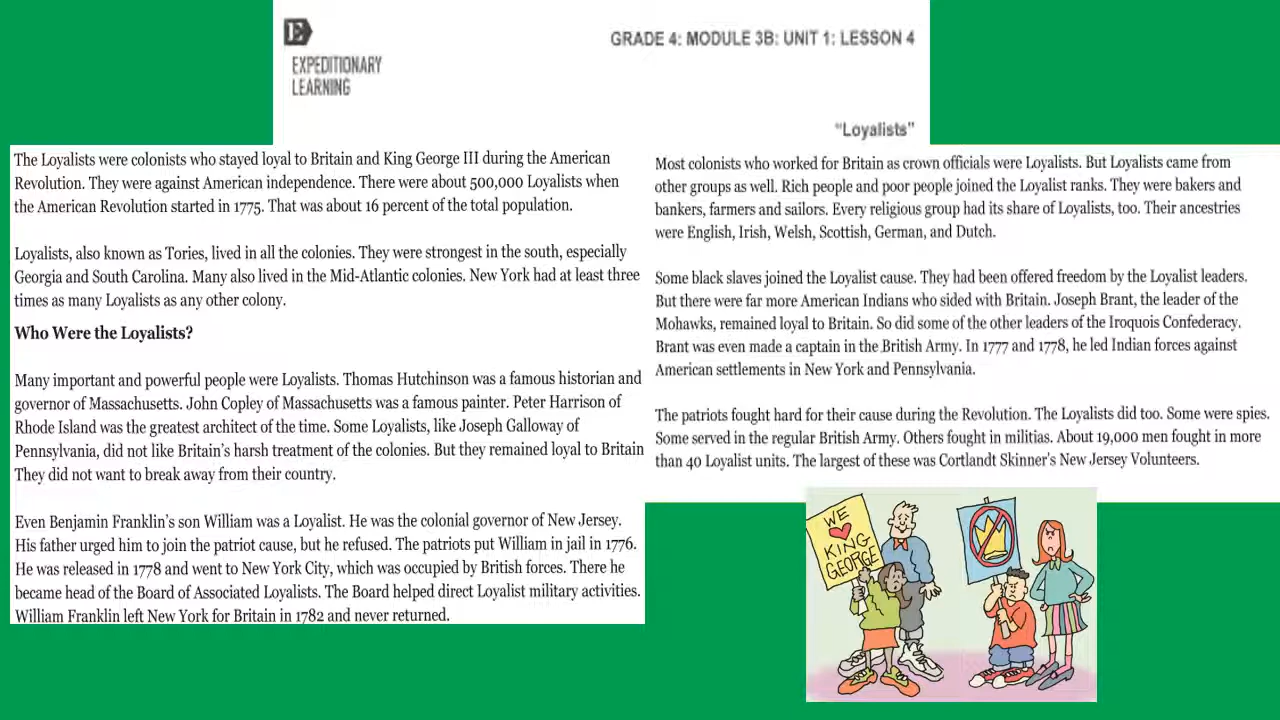 E
EXPEDITIONARY
LEARNING
GRADE 4: MODULE 3B: UNIT 1: LESSON 4
"Loyalists"
The Loyalists were colonists who stayed loyal to Britain and King George III during the American
Revolution. They were against American independence. There were about 500,000 Loyalists when
the American Revolution started in 1775. That was about 16 percent of the total population.
Loyalists, also known as Tories, lived in all the colonies. They were strongest in the south, especially
Georgia and South Carolina. Many also lived in the Mid-Atlantic colonies. New York had at least three
times as many Loyalists as any other colony.
Who Were the Loyalists?
Many important and powerful people were Loyalists. Thomas Hutchinson was a famous historian and
governor of Massachusetts. John Copley of Massachusetts was a famous painter. Peter Harrison of
Rhode Island was the greatest architect of the time. Some Loyalists, like Joseph Galloway of
Pennsylvania, did not like Britain's harsh treatment of the colonies. But they remained loyal to Britain
They did not want to break away from their country.
Even Benjamin Franklin's son William was a Loyalist. He was the colonial governor of New Jersey.
His father urged him to join the patriot cause, but he refused. The patriots put William in jail in 1776.
He was released in 1778 and went to New York City, which was occupied by British forces. There he
became head of the Board of Associated Loyalists. The Board helped direct Loyalist military activities.
William Franklin left New York for Britain in 1782 and never returned.
Most colonists who worked for Britain as crown officials were Loyalists. But Loyalists came from
other groups as well. Rich people and poor people joined the Loyalist ranks. They were bakers and
bankers, farmers and sailors. Every religious group had its share of Loyalists, too. Their ancestries
were English, Irish, Welsh, Scottish, German, and Dutch.
Some black slaves joined the Loyalist cause. They had been offered freedom by the Loyalist leaders.
But there were far more American Indians who sided with Britain. Joseph Brant, the leader of the
Mohawks, remained loyal to Britain. So did some of the other leaders of the Iroquois Confederacy.
Brant was even made a captain in the British Army. In 1777 and 1778, he led Indian forces against
American settlements in New York and Pennsylvania.
The patriots fought hard for their cause during the Revolution. The Loyalists did too. Some were spies.
Some served in the regular British Army. Others fought in militias. About 19,000 men fought in more
than 40 Loyalist units. The largest of these was Cortlandt Skinner's New Jersey Volunteers.
WE
KING
GEORGE